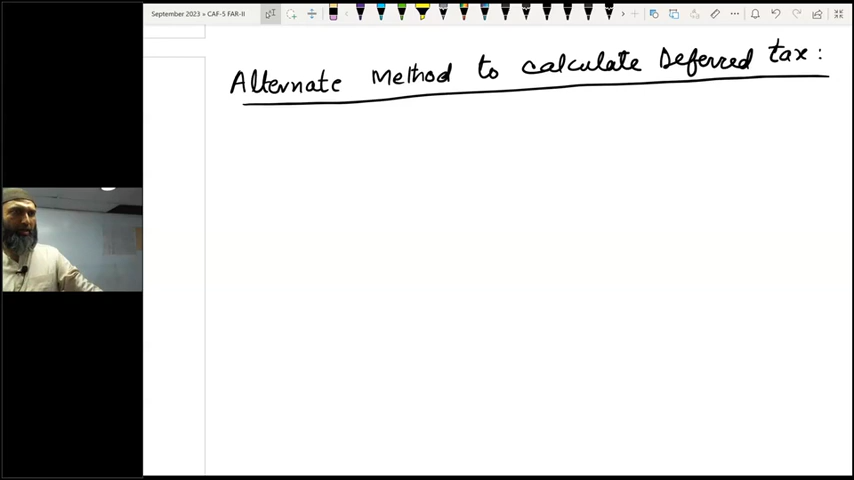 September 2023 » CAF-5 FAR-II
Alternate Method to calculate Deferred tax: